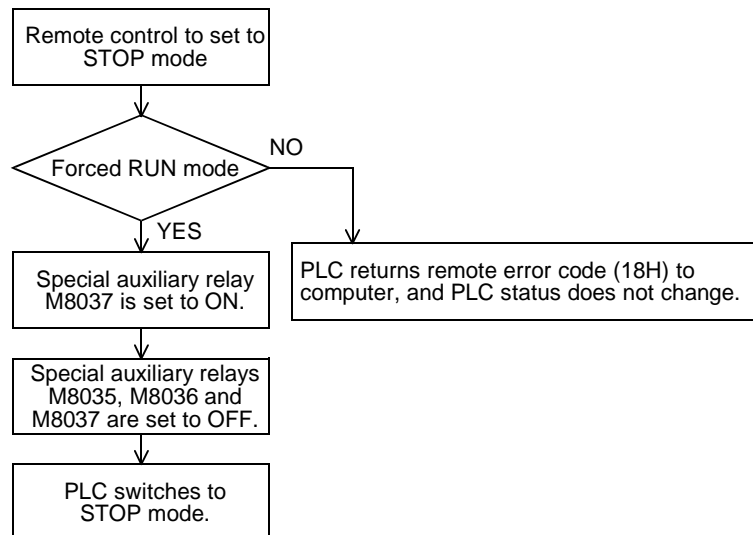 Remote control to set to
STOP mode
Forced RUN mode
NO
YES
Special auxiliary relay
M8037 is set to ON.
PLC returns remote error code (18H) to
computer, and PLC status does not change.
Special auxiliary relays
M8035, M8036 and
M8037 are set to OFF.
PLC switches to
STOP mode.